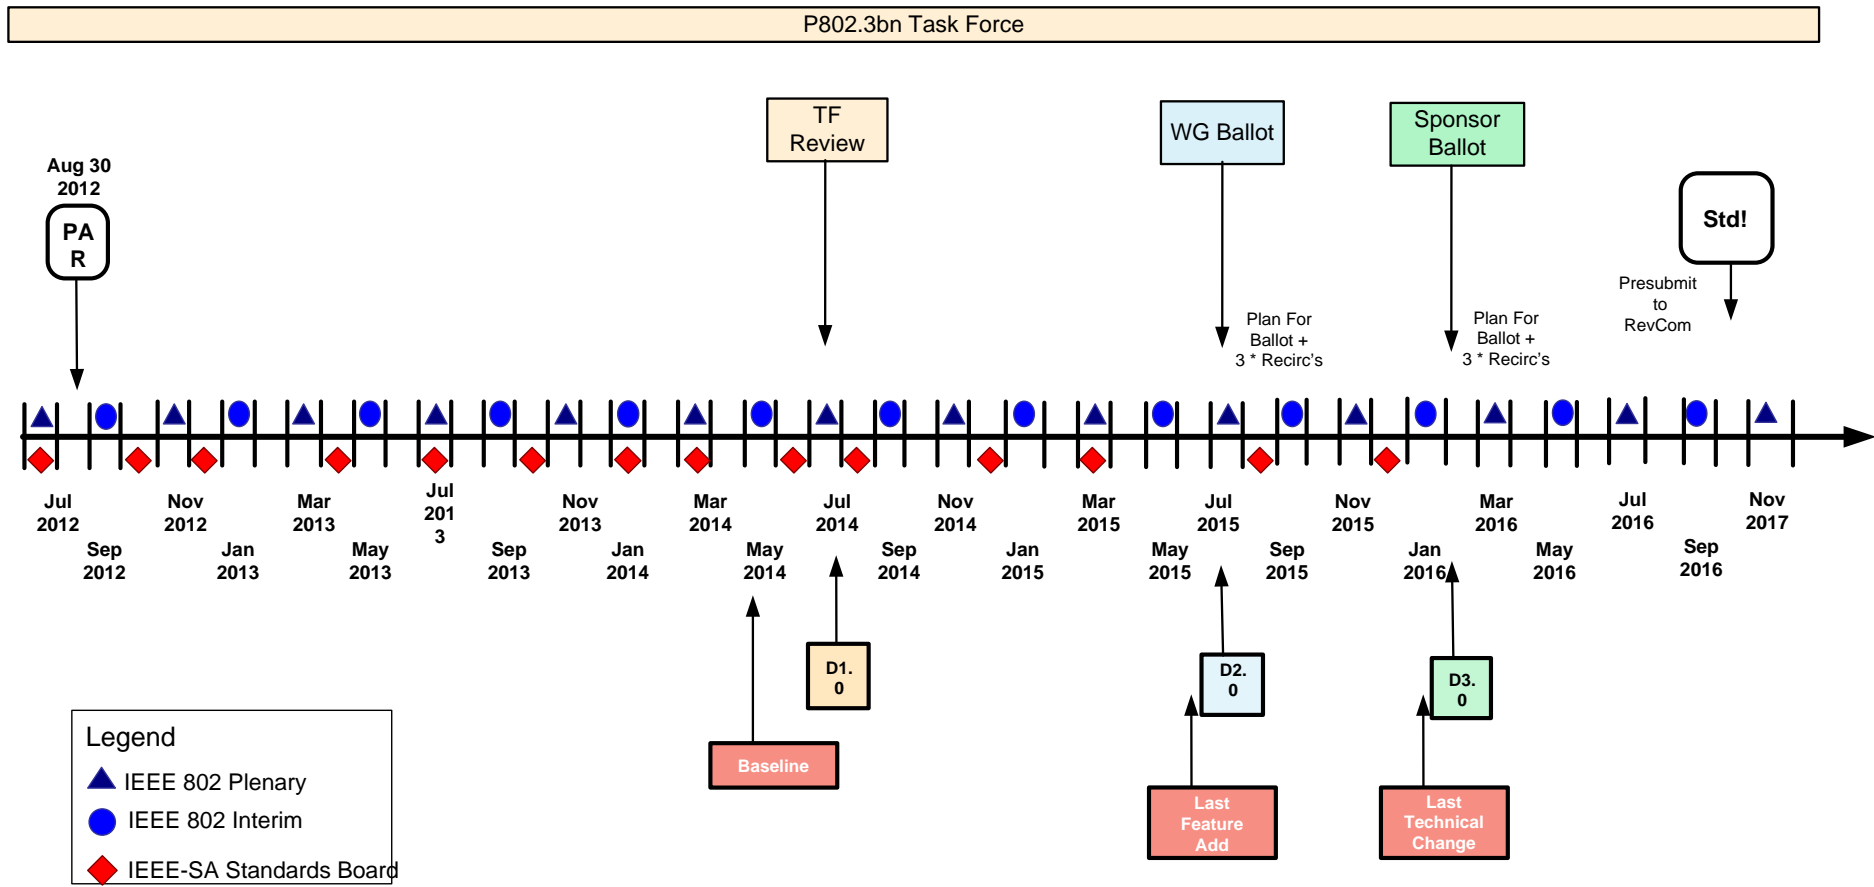 P802.3bn Task Force
TF
Review
WG Ballot
Sponsor
Ballot
Aug 30
2012
PA
R
Std!
Presubmit
to
RevCom
Plan For
Ballot +
3 * Recirc's
Plan For
Ballot +
3 * Recirc's
Jul
2012
Sep
2012
Nov
2012
Jan
2013
Mar
2013
May
2013
Jul
201
3
Sep
2013
Nov
2013
Jan
2014
Mar
2014
May
2014
Jul
2014
Sep
2014
Nov
2014
Jan
2015
Mar
2015
May
2015
Jul
2015
Sep
2015
Nov
2015
Jan
2016
Mar
2016
May
2016
Jul
2016
Sep
2016
Nov
2017
D1.
0
D2.
0
D3.
0
Baseline
Last
Feature
Add
Last
Technical
Change
Legend
IEEE 802 Plenary
IEEE 802 Interim
IEEE-SA Standards Board